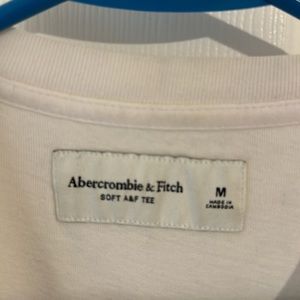 Abercrombie & Fitch
SOFT A&F TEE
M
MADE IN
CAMBODIA